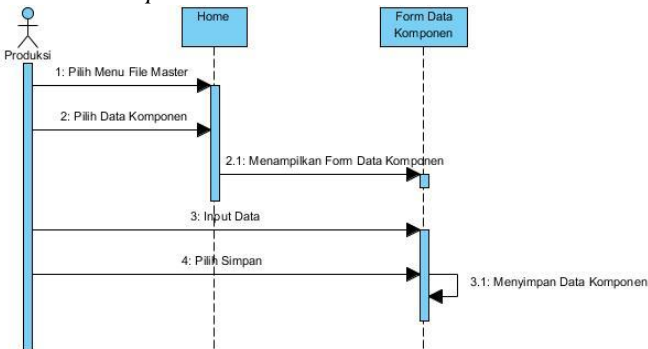 Home
Form Data
Komponen
Produksi
1: Pilih Menu File Master
2: Pilih Data Komponen
2.1: Menampilkan Form Data Komponen
3: Input Data
4: Pilih Simpan
3.1: Menyimpan Data Komponen